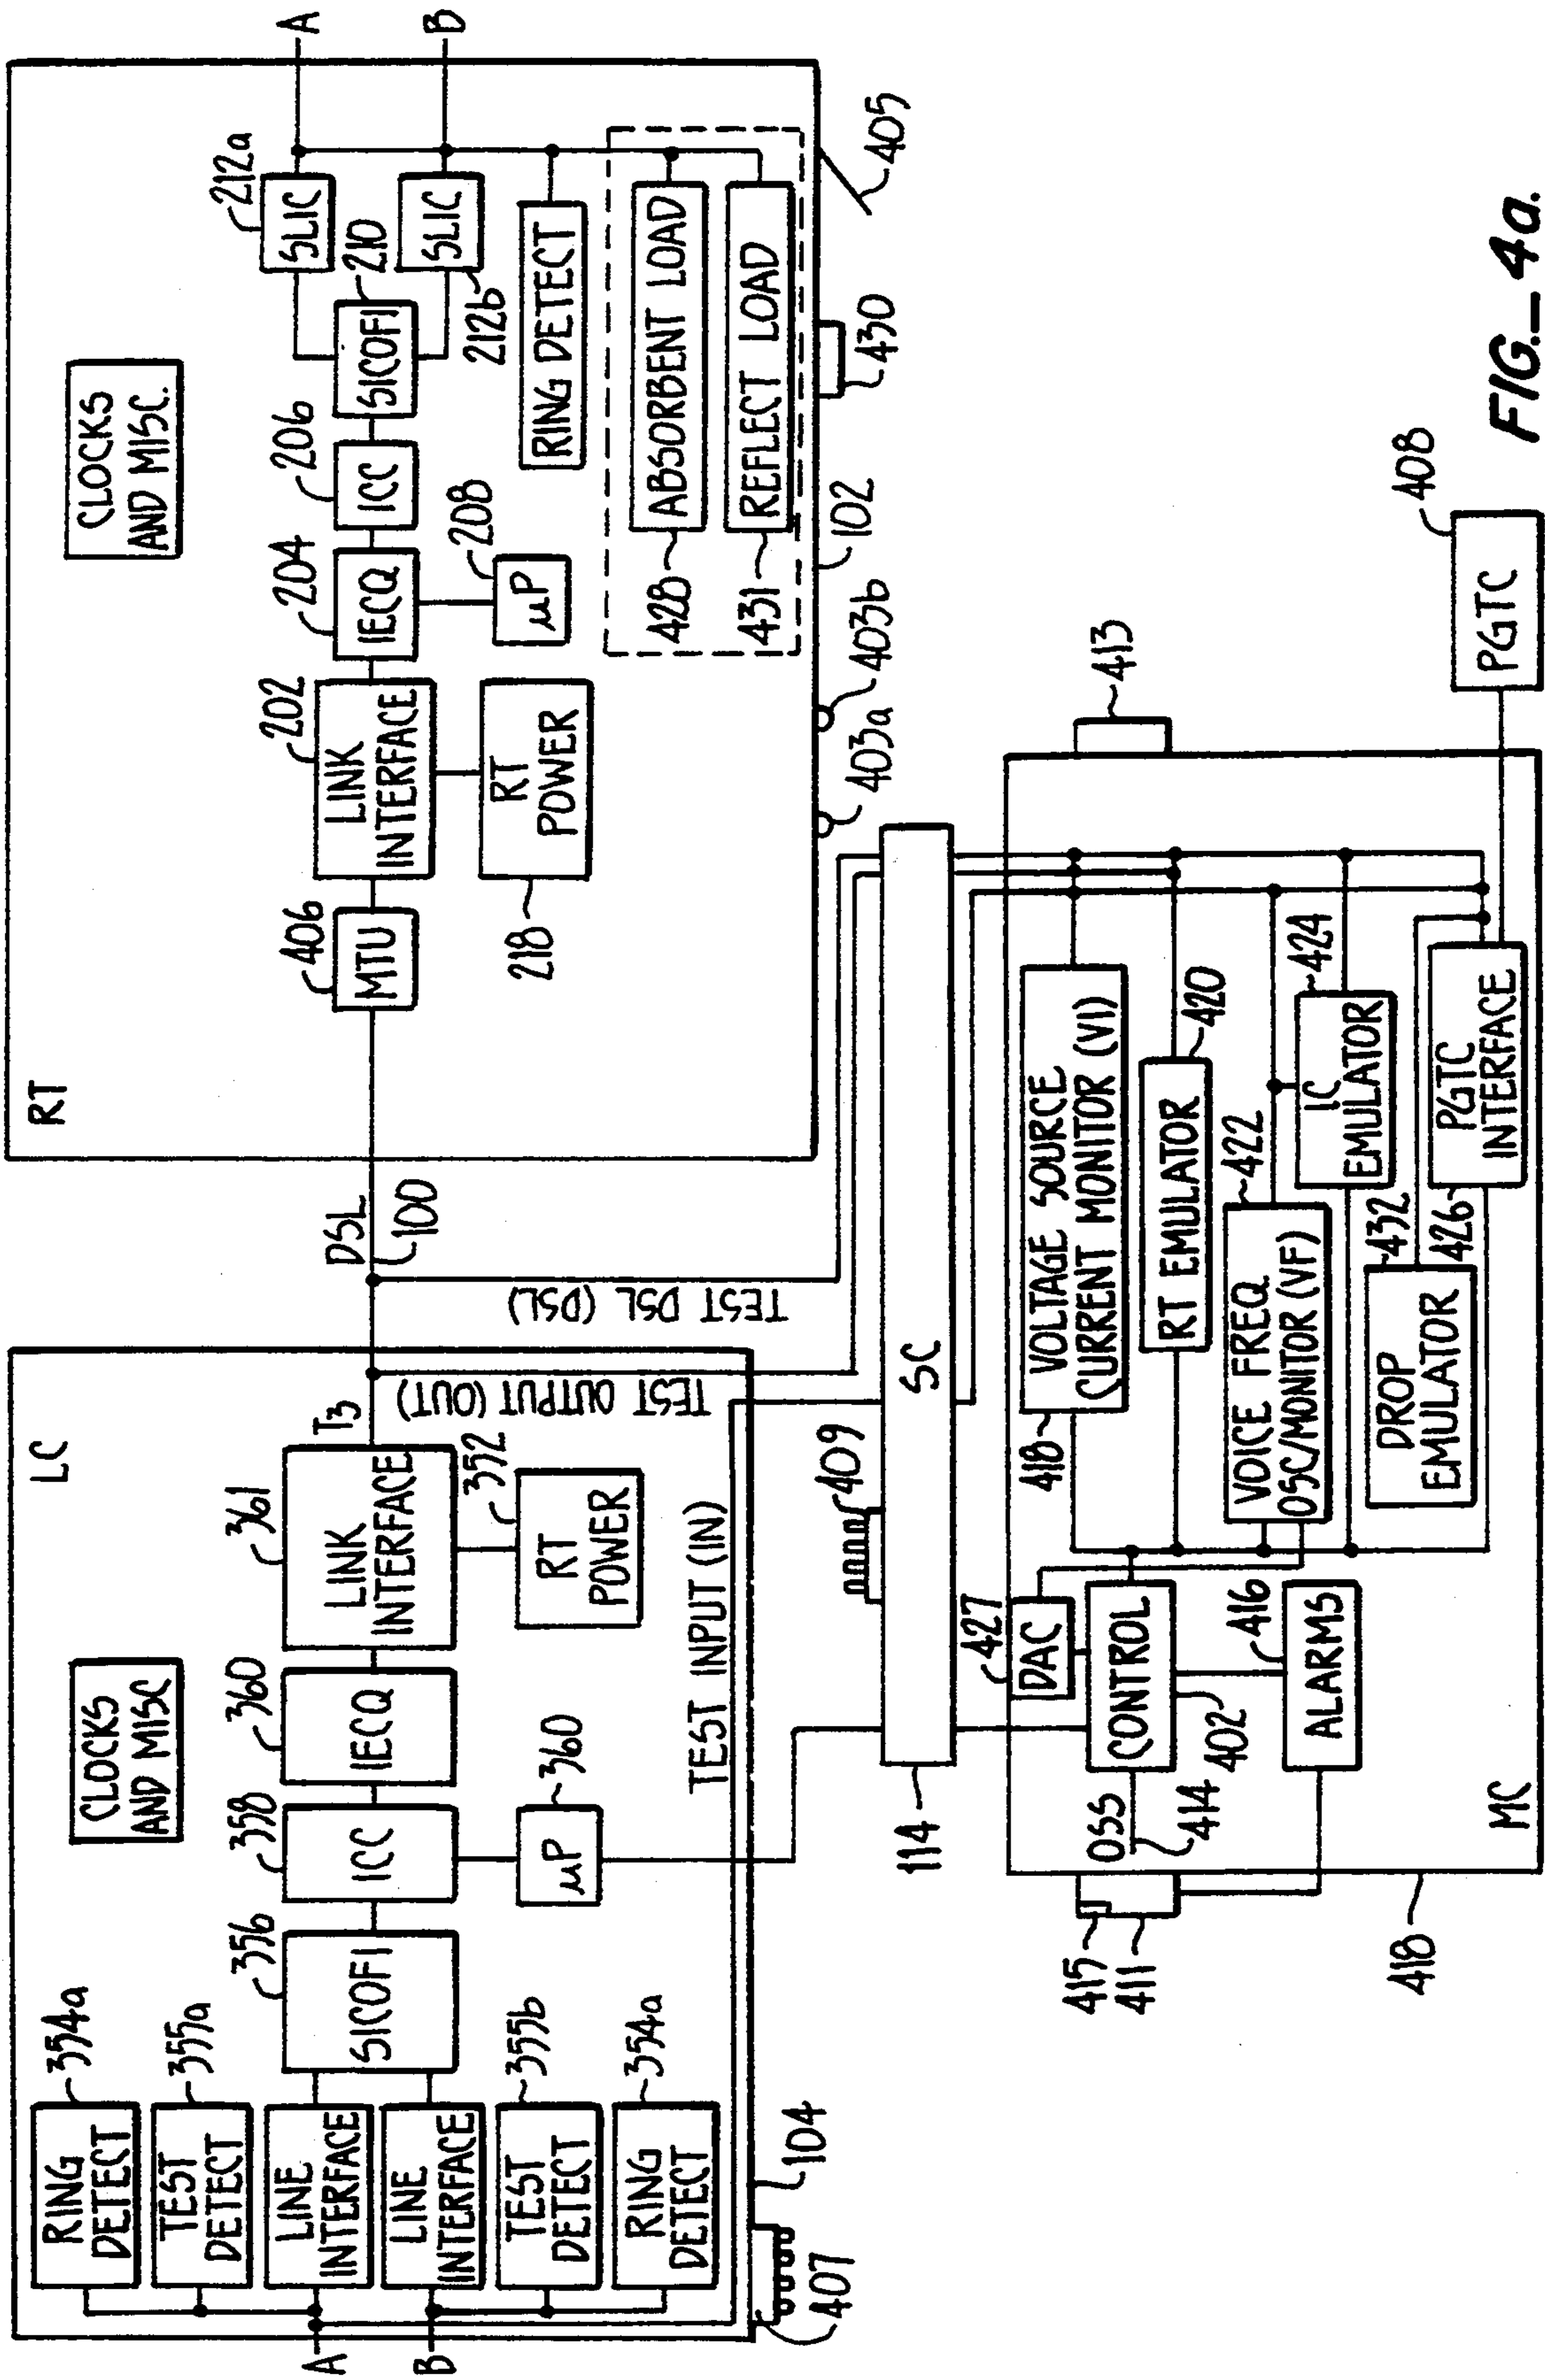 LC
CLOCKS
AND MISC
RING
DETECT
354a
TEST
DETECT
355a
LINE
INTERFACE
LINE
INTERFACE
TEST
DETECT
355b
RING
DETECT
354a
A
B
SICOFI
356
ICC
358
IECQ
360
µP
360
LINK
INTERFACE
361
T3
RT
POWER
352
TEST INPUT (IN)
TEST OUTPUT (OUT)
TEST DSL (DSL)
DSL
100
104
407
RT
CLOCKS
AND MISC.
MTU
406
LINK
INTERFACE
202
RT
POWER
218
IECQ
204
µP
208
ICC
206
SICOFI
210
SLIC
212a
SLIC
212b
A
B
RING DETECT
ABSORBENT LOAD
428
REFLECT LOAD
431
403a
403b
102
430
405
SC
409
114
MC
418
OSS
414
415
411
413
DAC
427
CONTROL
402
ALARMS
416
VOLTAGE SOURCE
CURRENT MONITOR (VI)
418
RT EMULATOR
420
VOICE FREQ
OSC/MONITOR (VF)
422
IC
EMULATOR
424
DROP
EMULATOR
432
PGTC
INTERFACE
426
PGTC
408
FIG._4a.